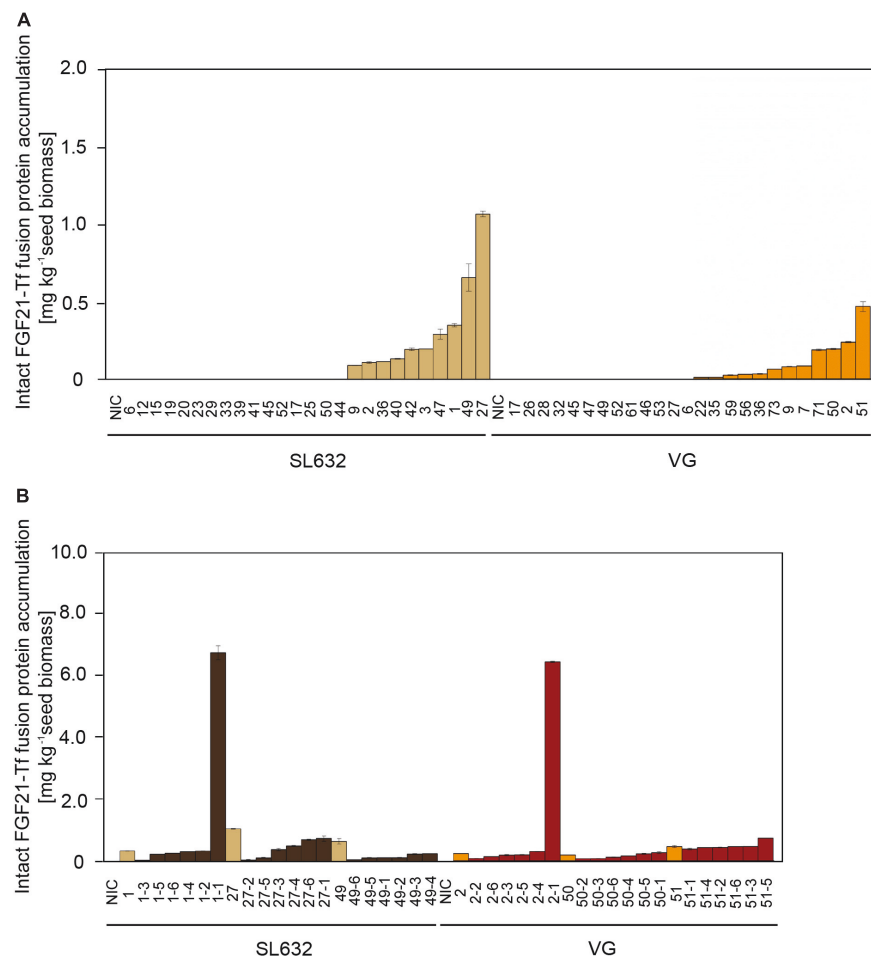 A
Intact FGF21-Tf fusion protein accumulation
[mg kg⁻¹ seed biomass]
2.0
1.5
1.0
0.5
0
NIC 6 12 15 19 20 23 29 33 39 41 45 52 17 25 50 44 9 2 36 40 42 3 47 1 49 27 NIC 17 26 28 32 45 47 49 52 61 46 53 27 6 22 35 59 56 36 73 9 7 71 50 2 51
SL632 VG
B
Intact FGF21-Tf fusion protein accumulation
[mg kg⁻¹ seed biomass]
10.0
8.0
6.0
4.0
2.0
0
NIC 1 1-3 1-5 1-6 1-4 1-2 1-1 27 27-2 27-5 27-3 27-4 27-6 27-1 49 49-6 49-5 49-1 49-2 49-3 49-4 NIC 2 2-2 2-6 2-3 2-5 2-4 2-1 50 50-2 50-3 50-6 50-4 50-5 50-1 51 51-1 51-4 51-2 51-6 51-3 51-5
SL632 VG